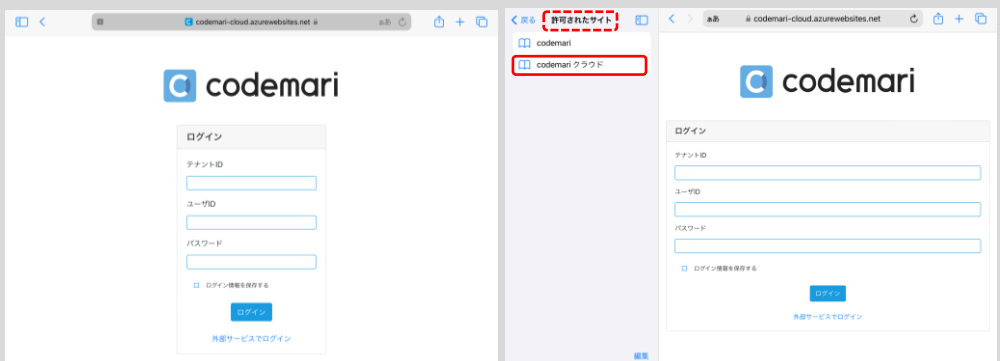 codemari-cloud.azurewebsites.net
ぁあ
codemari
ログイン
テナントID
ユーザID
パスワード
ログイン情報を保存する
ログイン
外部サービスでログイン
戻る
許可されたサイト
codemari
codemari クラウド
編集
ぁあ
codemari-cloud.azurewebsites.net
codemari
ログイン
テナントID
ユーザID
パスワード
ログイン情報を保存する
ログイン
外部サービスでログイン